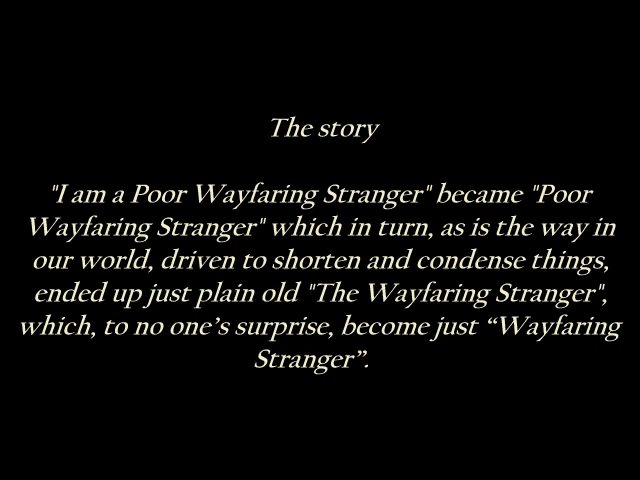 The story
"I am a Poor Wayfaring Stranger" became "Poor
Wayfaring Stranger" which in turn, as is the way in
our world, driven to shorten and condense things,
ended up just plain old "The Wayfaring Stranger",
which, to no one’s surprise, become just “Wayfaring
Stranger”.